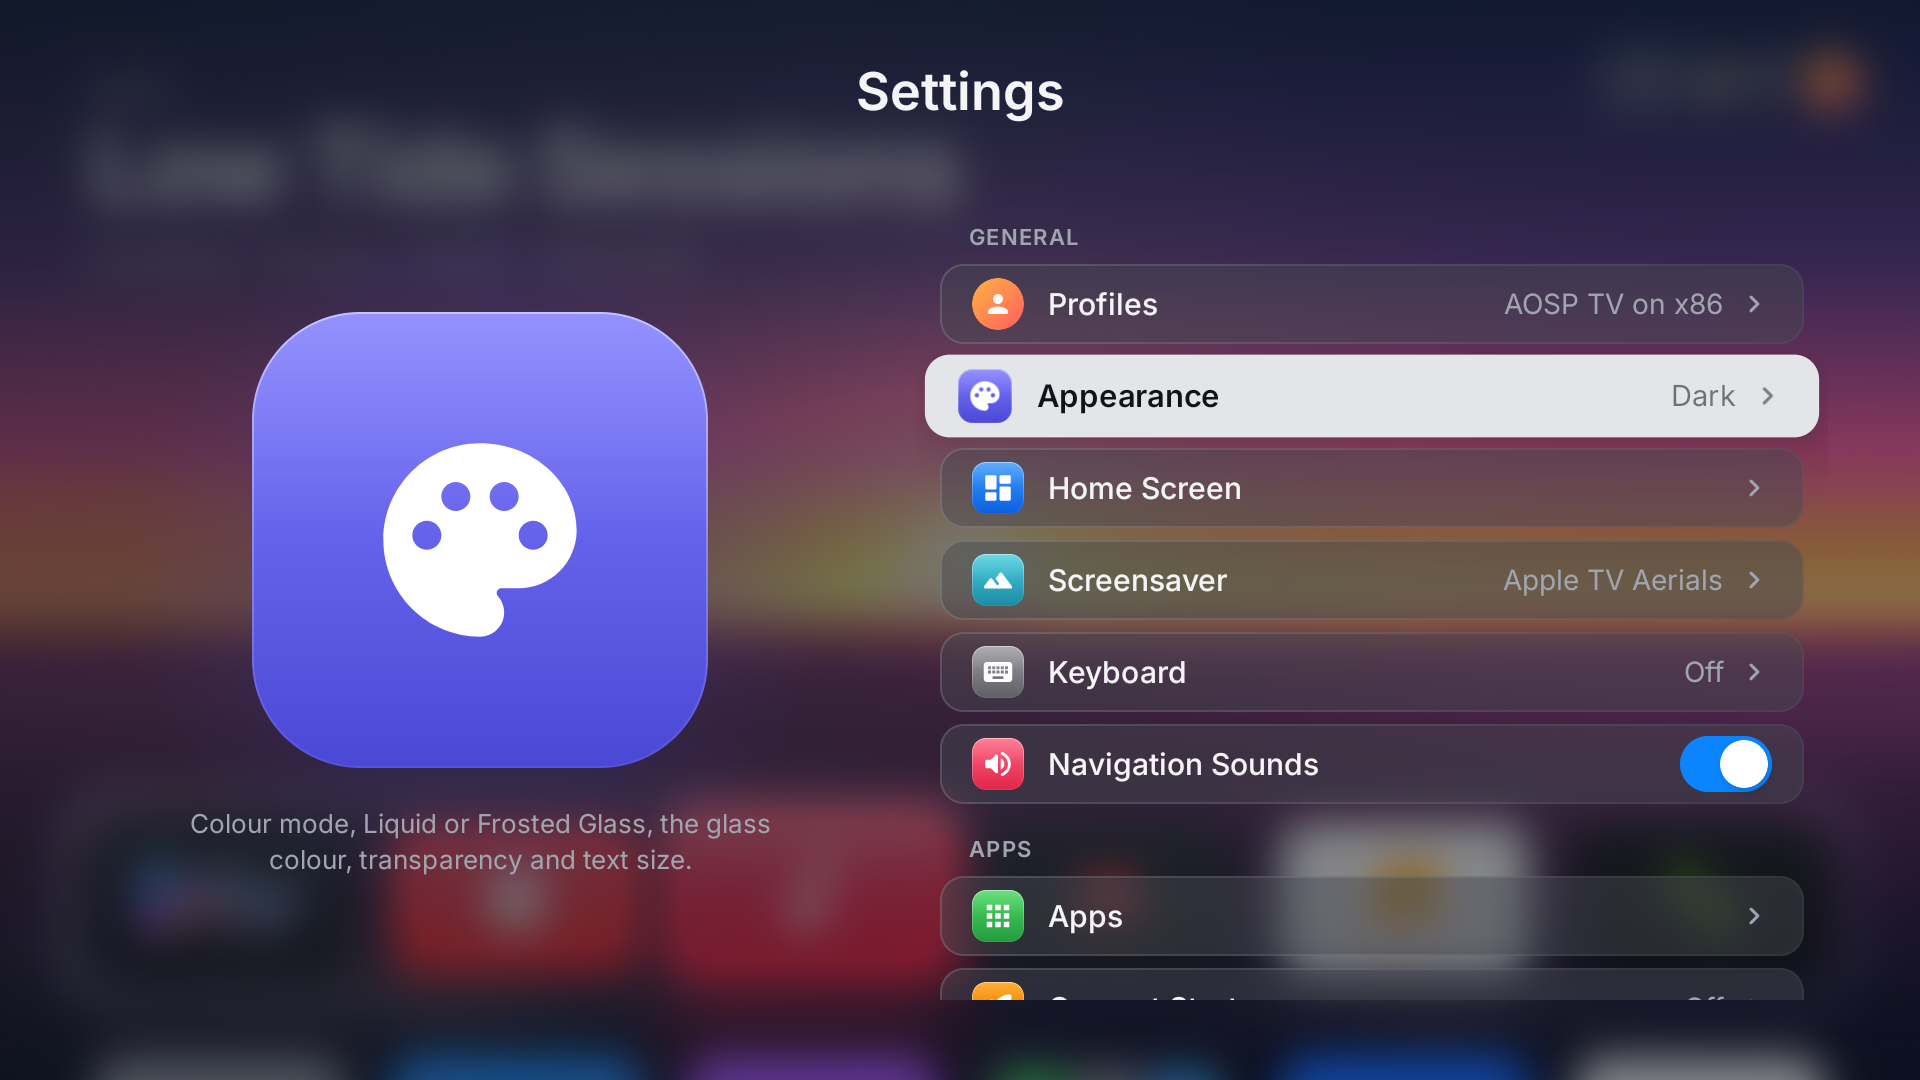 Settings
GENERAL
Profiles AOSP TV on x86
Appearance Dark
Home Screen
Screensaver Apple TV Aerials
Keyboard Off
Navigation Sounds
Colour mode, Liquid or Frosted Glass, the glass
colour, transparency and text size.
APPS
Apps